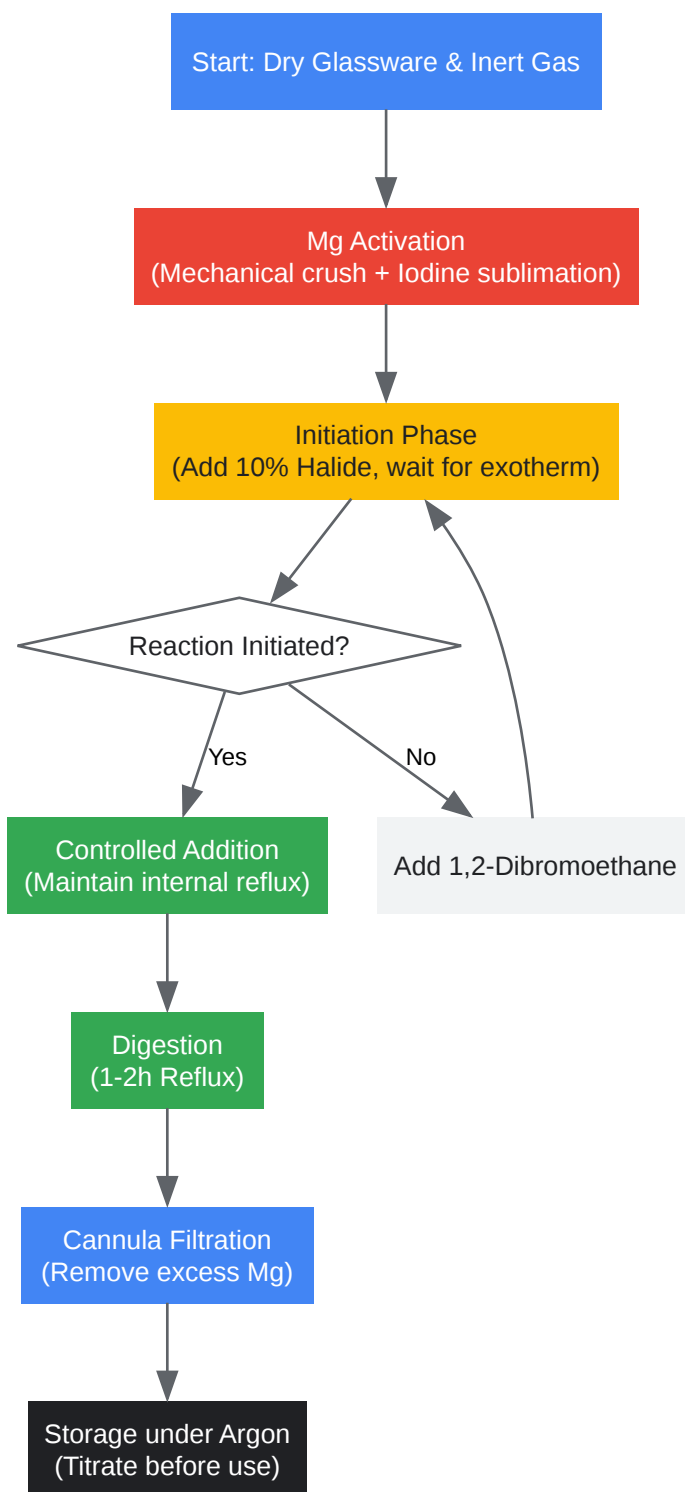 Start: Dry Glassware & Inert Gas
Mg Activation
(Mechanical crush + Iodine sublimation)
Initiation Phase
(Add 10% Halide, wait for exotherm)
Reaction Initiated?
Yes
No
Controlled Addition
(Maintain internal reflux)
Add 1,2-Dibromoethane
Digestion
(1-2h Reflux)
Cannula Filtration
(Remove excess Mg)
Storage under Argon
(Titrate before use)